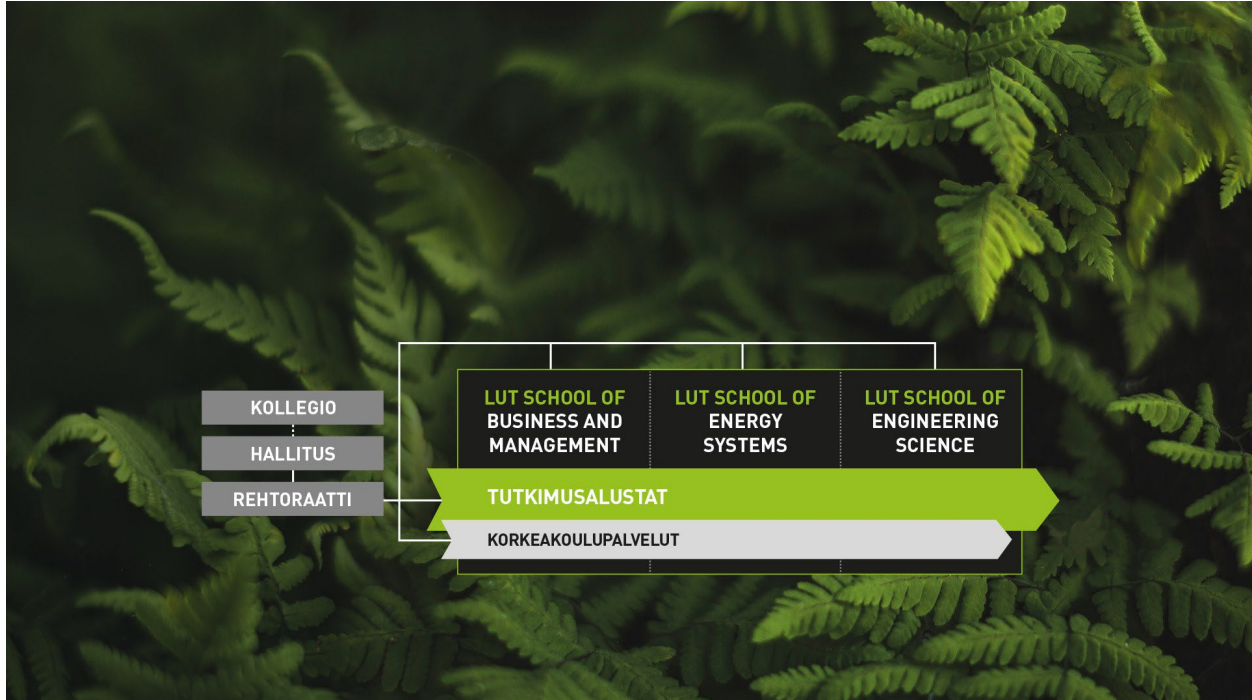 KOLLEGIO
HALLITUS
REHTORAATTI
LUT SCHOOL OF
BUSINESS AND
MANAGEMENT
LUT SCHOOL OF
ENERGY
SYSTEMS
LUT SCHOOL OF
ENGINEERING
SCIENCE
TUTKIMUSALUSTAT
KORKEAKOULUPALVELUT